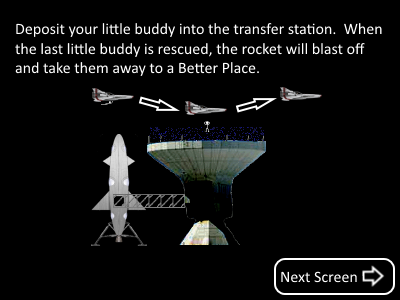 Deposit your little buddy into the transfer station.  When
the last little buddy is rescued, the rocket will blast off
and take them away to a Better Place.
Next Screen